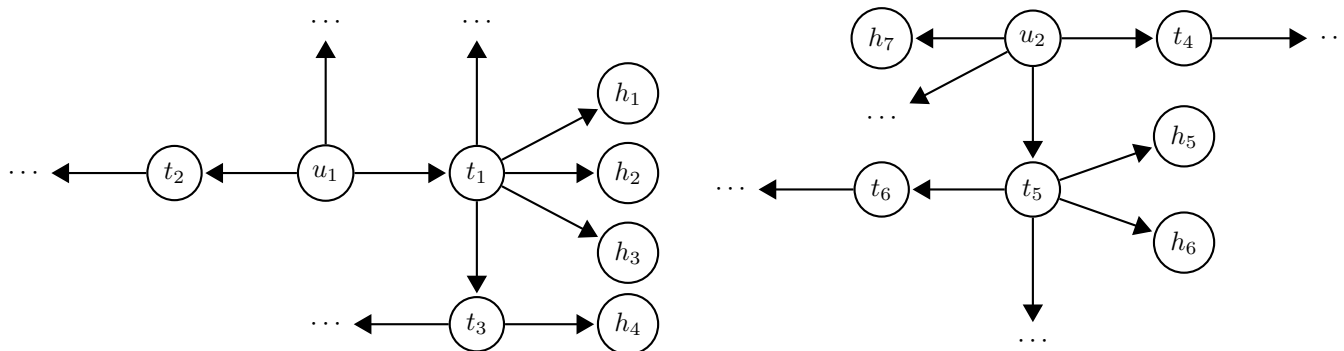 ⋯ ⋯
h₁
⋯ t₂ u₁ t₁ h₂
h₃
⋯ t₃ h₄
h₇ u₂ t₄ ⋯
⋯
h₅
⋯ t₆ t₅
h₆
⋯